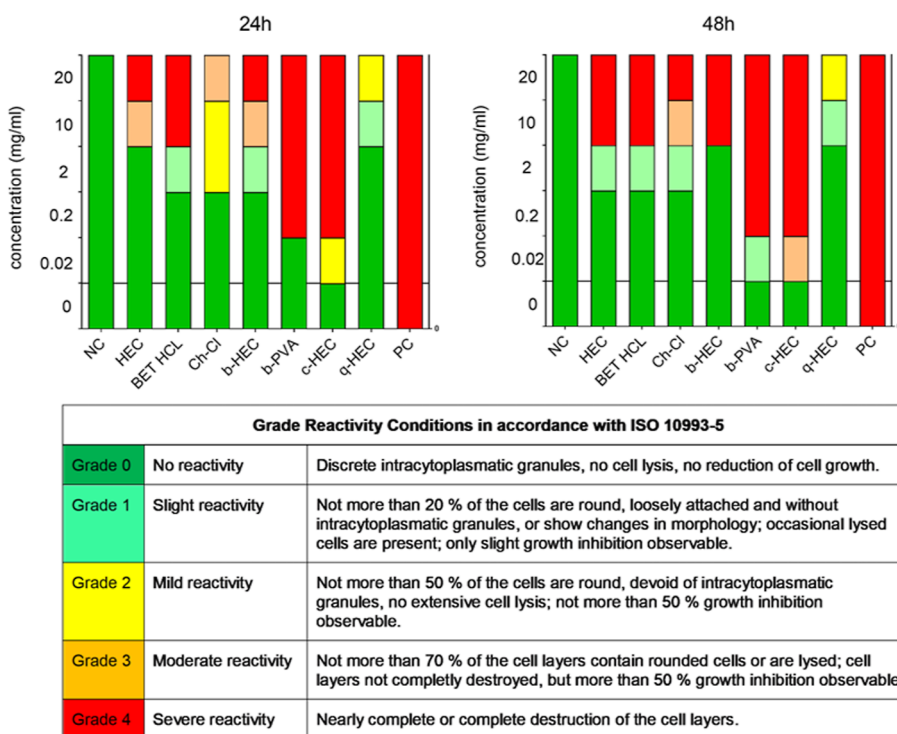 24h
48h
concentration (mg/ml)
20
10
2
0.2
0.02
0
NC
HEC
BET HCL
Ch-Cl
b-HEC
b-PVA
c-HEC
q-HEC
PC
0
concentration (mg/ml)
20
10
2
0.2
0.02
0
NC
HEC
BET HCL
Ch-Cl
b-HEC
b-PVA
c-HEC
q-HEC
PC
Grade Reactivity Conditions in accordance with ISO 10993-5
Grade 0 No reactivity Discrete intracytoplasmatic granules, no cell lysis, no reduction of cell growth.
Grade 1 Slight reactivity Not more than 20 % of the cells are round, loosely attached and without
intracytoplasmatic granules, or show changes in morphology; occasional lysed
cells are present; only slight growth inhibition observable.
Grade 2 Mild reactivity Not more than 50 % of the cells are round, devoid of intracytoplasmatic
granules, no extensive cell lysis; not more than 50 % growth inhibition
observable.
Grade 3 Moderate reactivity Not more than 70 % of the cell layers contain rounded cells or are lysed; cell
layers not completly destroyed, but more than 50 % growth inhibition observable
Grade 4 Severe reactivity Nearly complete or complete destruction of the cell layers.